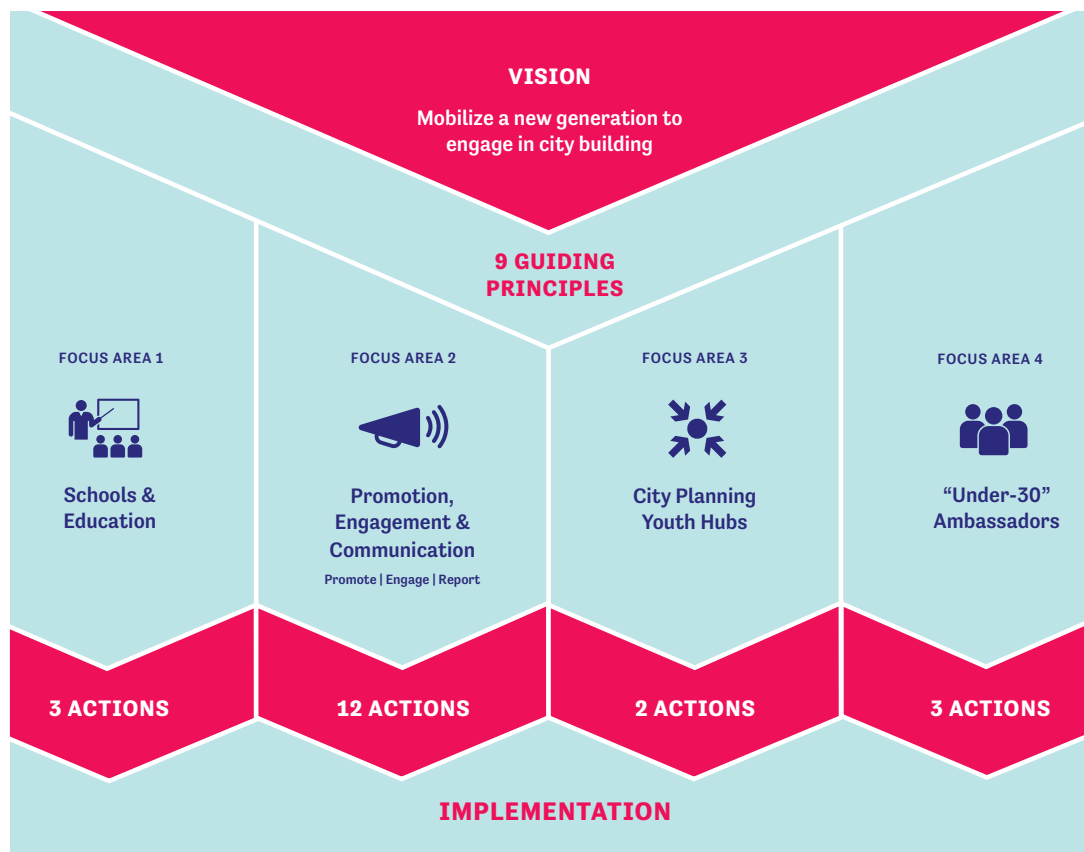 VISION
Mobilize a new generation to
engage in city building
9 GUIDING
PRINCIPLES
FOCUS AREA 1
Schools &
Education
FOCUS AREA 2
Promotion,
Engagement &
Communication
Promote | Engage | Report
FOCUS AREA 3
City Planning
Youth Hubs
FOCUS AREA 4
“Under-30”
Ambassadors
3 ACTIONS
12 ACTIONS
2 ACTIONS
3 ACTIONS
IMPLEMENTATION